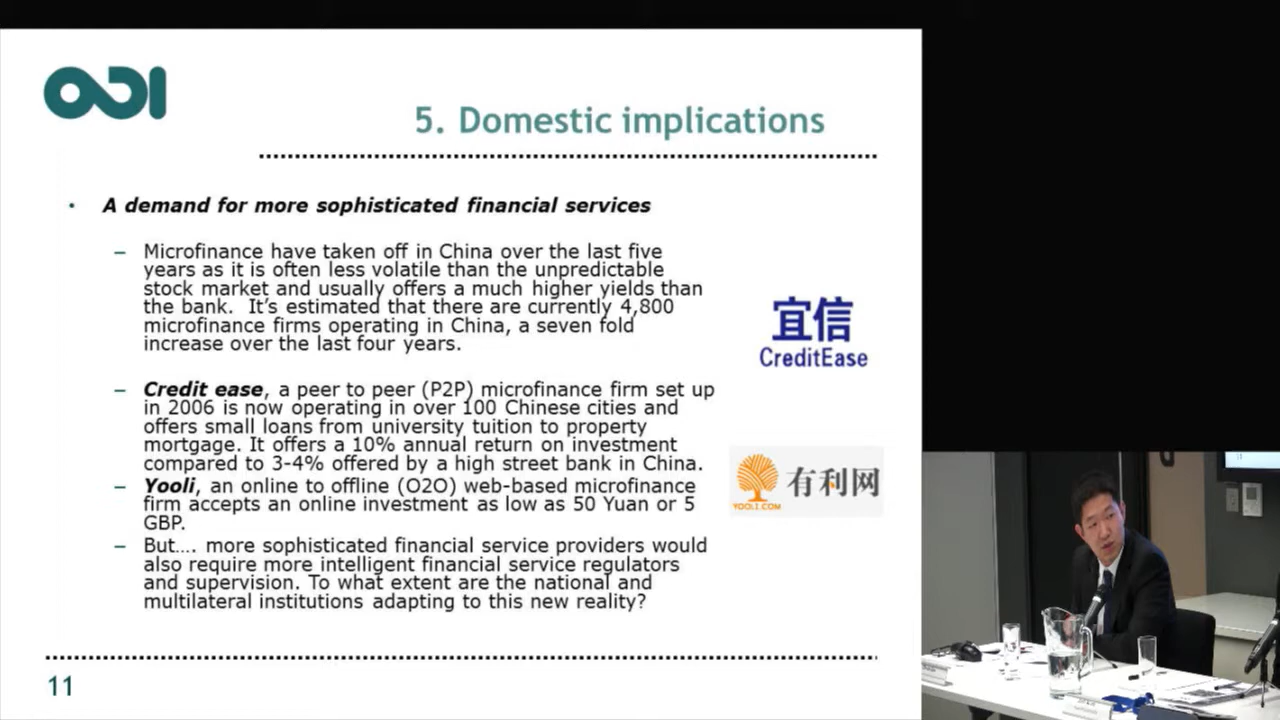 ODI
5. Domestic implications
• A demand for more sophisticated financial services
– Microfinance have taken off in China over the last five
years as it is often less volatile than the unpredictable
stock market and usually offers a much higher yields than
the bank. It's estimated that there are currently 4,800
microfinance firms operating in China, a seven fold
increase over the last four years.
– Credit ease, a peer to peer (P2P) microfinance firm set up
in 2006 is now operating in over 100 Chinese cities and
offers small loans from university tuition to property
mortgage. It offers a 10% annual return on investment
compared to 3-4% offered by a high street bank in China.
– Yooli, an online to offline (O2O) web-based microfinance
firm accepts an online investment as low as 50 Yuan or 5
GBP.
– But.... more sophisticated financial service providers would
also require more intelligent financial service regulators
and supervision. To what extent are the national and
multilateral institutions adapting to this new reality?
宜信
CreditEase
有利网
YOOLI.COM
11